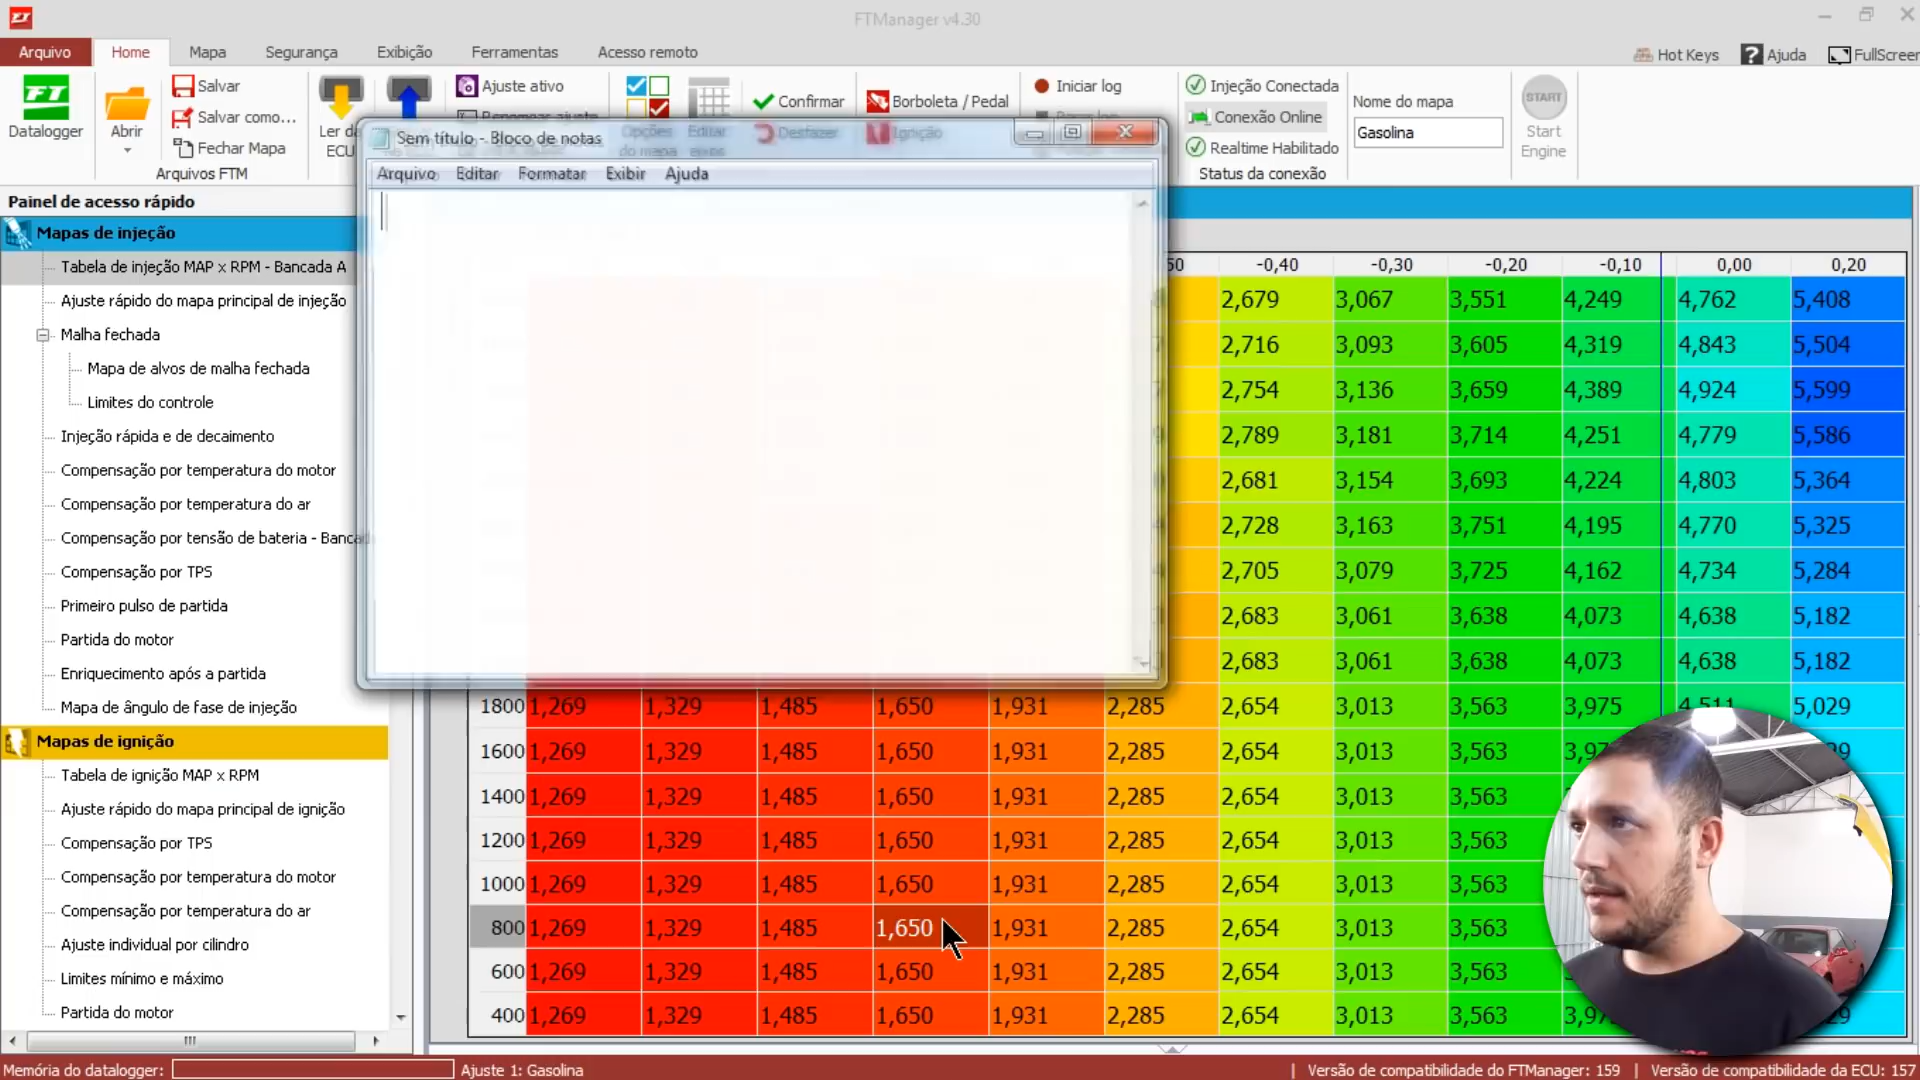 FTManager v4.30
Arquivo Home Mapa Segurança Exibição Ferramentas Acesso remoto
Hot Keys ? Ajuda FullScreen
FT
Datalogger
Abrir
Salvar
Salvar como...
Fechar Mapa
Arquivos FTM
Ler da
ECU
Ajuste ativo
Renomear ajuste
Opções
do mapa
Editar
eixos
Confirmar
Desfazer
Borboleta / Pedal
Ignição
Iniciar log
Injeção Conectada
Conexão Online
Realtime Habilitado
Status da conexão
Nome do mapa
Gasolina
START
Start
Engine
Sem título - Bloco de notas
Arquivo Editar Formatar Exibir Ajuda
Painel de acesso rápido
Mapas de injeção
Tabela de injeção MAP x RPM - Bancada A
Ajuste rápido do mapa principal de injeção
Malha fechada
Mapa de alvos de malha fechada
Limites do controle
Injeção rápida e de decaimento
Compensação por temperatura do motor
Compensação por temperatura do ar
Compensação por tensão de bateria - Bancad
Compensação por TPS
Primeiro pulso de partida
Partida do motor
Enriquecimento após a partida
Mapa de ângulo de fase de injeção
Mapas de ignição
Tabela de ignição MAP x RPM
Ajuste rápido do mapa principal de ignição
Compensação por TPS
Compensação por temperatura do motor
Compensação por temperatura do ar
Ajuste individual por cilindro
Limites mínimo e máximo
Partida do motor
50 -0,40 -0,30 -0,20 -0,10 0,00 0,20
2,679 3,067 3,551 4,249 4,762 5,408
2,716 3,093 3,605 4,319 4,843 5,504
2,754 3,136 3,659 4,389 4,924 5,599
2,789 3,181 3,714 4,251 4,779 5,586
2,681 3,154 3,693 4,224 4,803 5,364
2,728 3,163 3,751 4,195 4,770 5,325
2,705 3,079 3,725 4,162 4,734 5,284
2,683 3,061 3,638 4,073 4,638 5,182
2,683 3,061 3,638 4,073 4,638 5,182
1800 1,269 1,329 1,485 1,650 1,931 2,285 2,654 3,013 3,563 3,975 4,511 5,029
1600 1,269 1,329 1,485 1,650 1,931 2,285 2,654 3,013 3,563 3,97
1400 1,269 1,329 1,485 1,650 1,931 2,285 2,654 3,013 3,563
1200 1,269 1,329 1,485 1,650 1,931 2,285 2,654 3,013 3,563
1000 1,269 1,329 1,485 1,650 1,931 2,285 2,654 3,013 3,563
800 1,269 1,329 1,485 1,650 1,931 2,285 2,654 3,013 3,563
600 1,269 1,329 1,485 1,650 1,931 2,285 2,654 3,013 3,563
400 1,269 1,329 1,485 1,650 1,931 2,285 2,654 3,013 3,563 3,97 29
Memória do datalogger: Ajuste 1: Gasolina | Versão de compatibilidade do FTManager: 159 | Versão de compatibilidade da ECU: 157